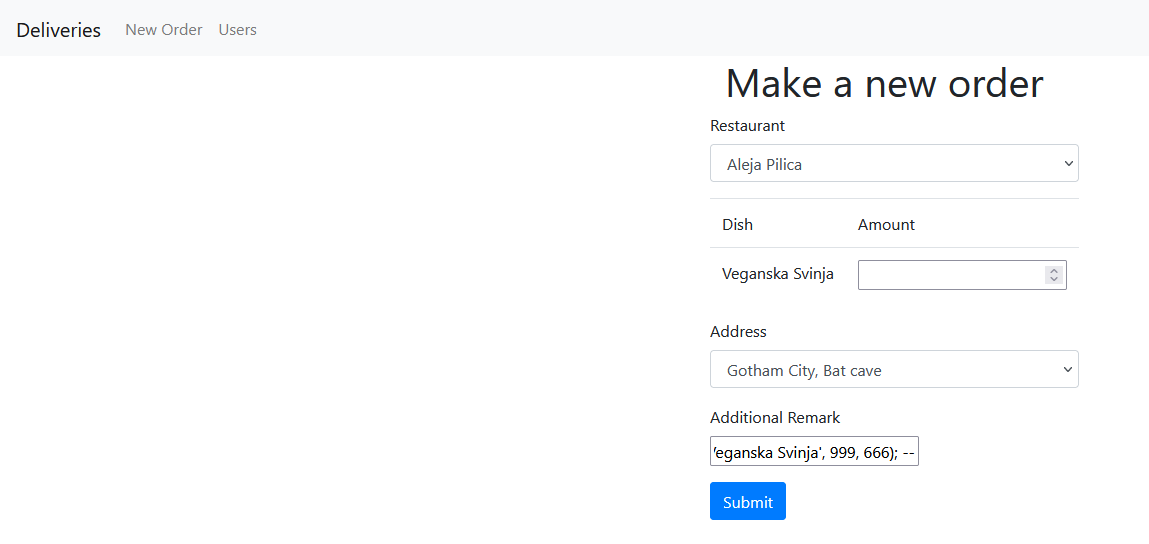 Deliveries New Order Users
Make a new order
Restaurant
Aleja Pilica
Dish Amount
Veganska Svinja
Address
Gotham City, Bat cave
Additional Remark
eganska Svinja', 999, 666); --
Submit